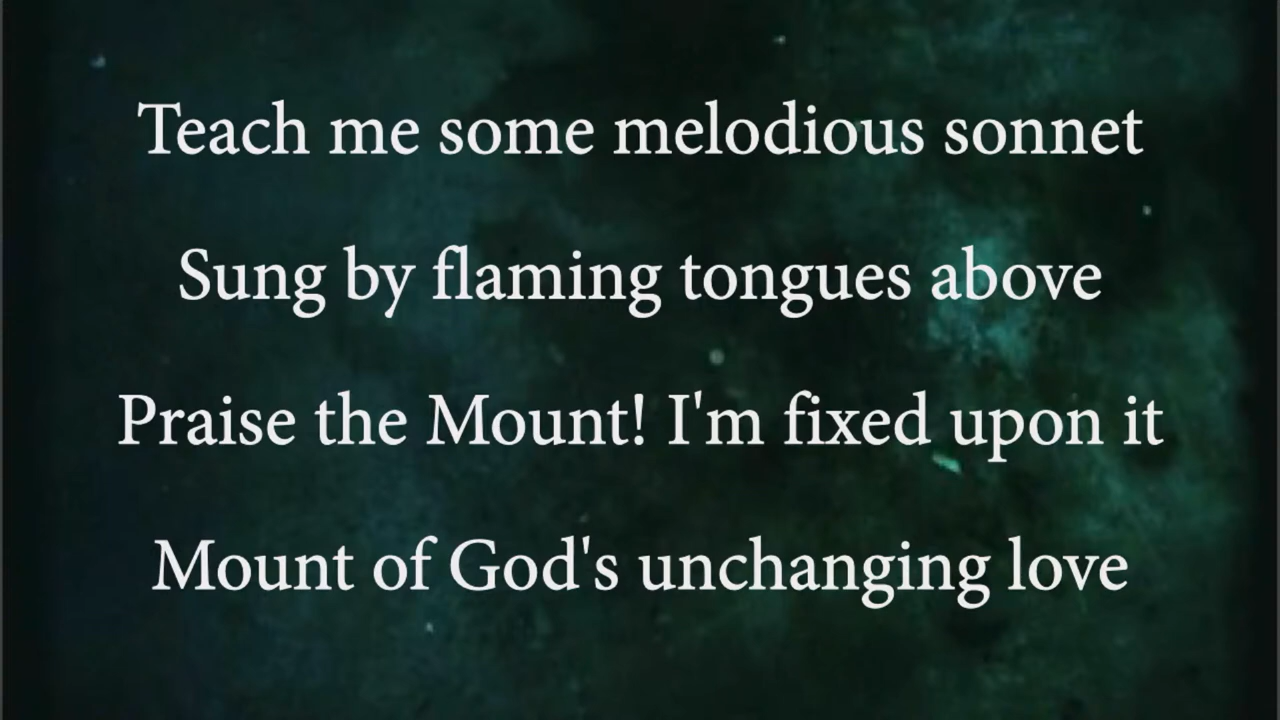 Teach me some melodious sonnet
Sung by flaming tongues above
Praise the Mount! I'm fixed upon it
Mount of God's unchanging love